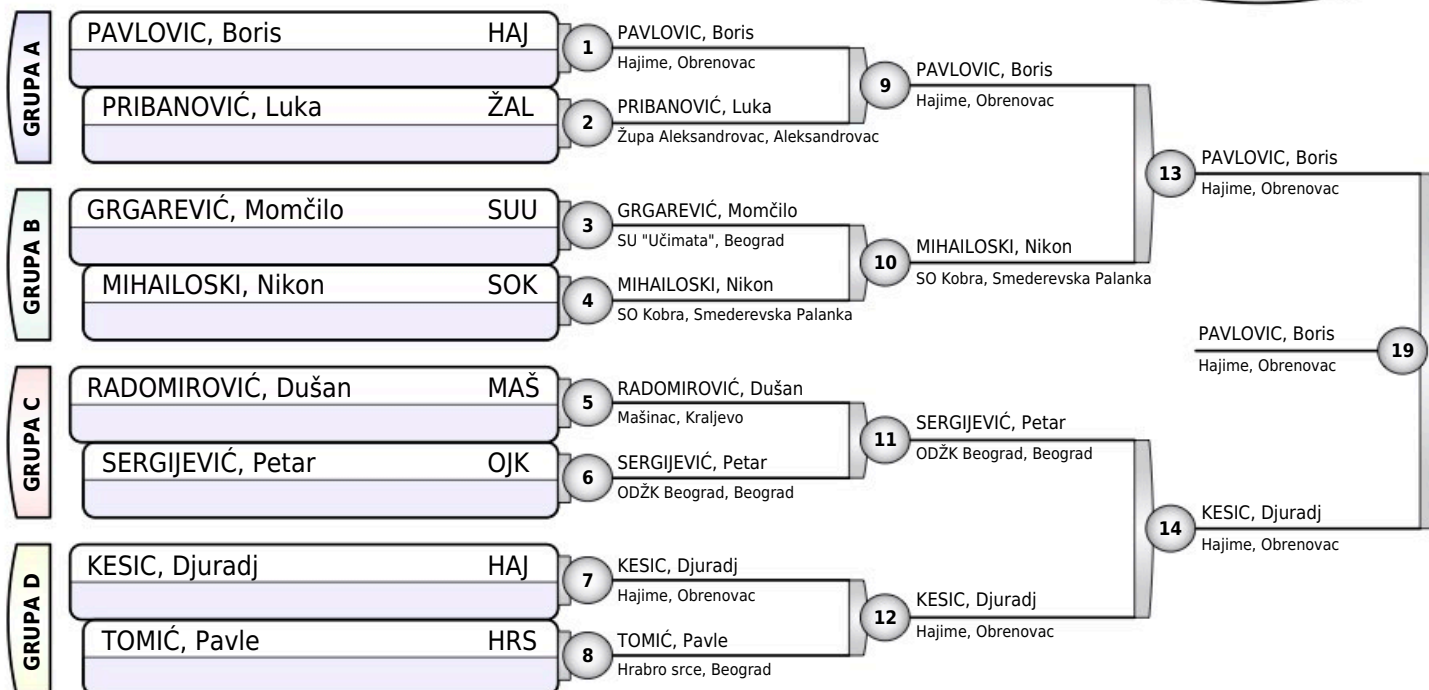 GRUPA A
PAVLOVIC, Boris HAJ
PRIBANOVIĆ, Luka ŽAL
1
PAVLOVIC, Boris
Hajime, Obrenovac
2
PRIBANOVIĆ, Luka
Župa Aleksandrovac, Aleksandrovac
9
PAVLOVIC, Boris
Hajime, Obrenovac
GRUPA B
GRGAREVIĆ, Momčilo SUU
MIHAILOSKI, Nikon SOK
3
GRGAREVIĆ, Momčilo
SU "Učimata", Beograd
4
MIHAILOSKI, Nikon
SO Kobra, Smederevska Palanka
10
MIHAILOSKI, Nikon
SO Kobra, Smederevska Palanka
13
PAVLOVIC, Boris
Hajime, Obrenovac
PAVLOVIC, Boris
Hajime, Obrenovac
19
GRUPA C
RADOMIROVIĆ, Dušan MAŠ
SERGIJEVIĆ, Petar OJK
5
RADOMIROVIĆ, Dušan
Mašinac, Kraljevo
6
SERGIJEVIĆ, Petar
ODŽK Beograd, Beograd
11
SERGIJEVIĆ, Petar
ODŽK Beograd, Beograd
GRUPA D
KESIC, Djuradj HAJ
TOMIĆ, Pavle HRS
7
KESIC, Djuradj
Hajime, Obrenovac
8
TOMIĆ, Pavle
Hrabro srce, Beograd
12
KESIC, Djuradj
Hajime, Obrenovac
14
KESIC, Djuradj
Hajime, Obrenovac